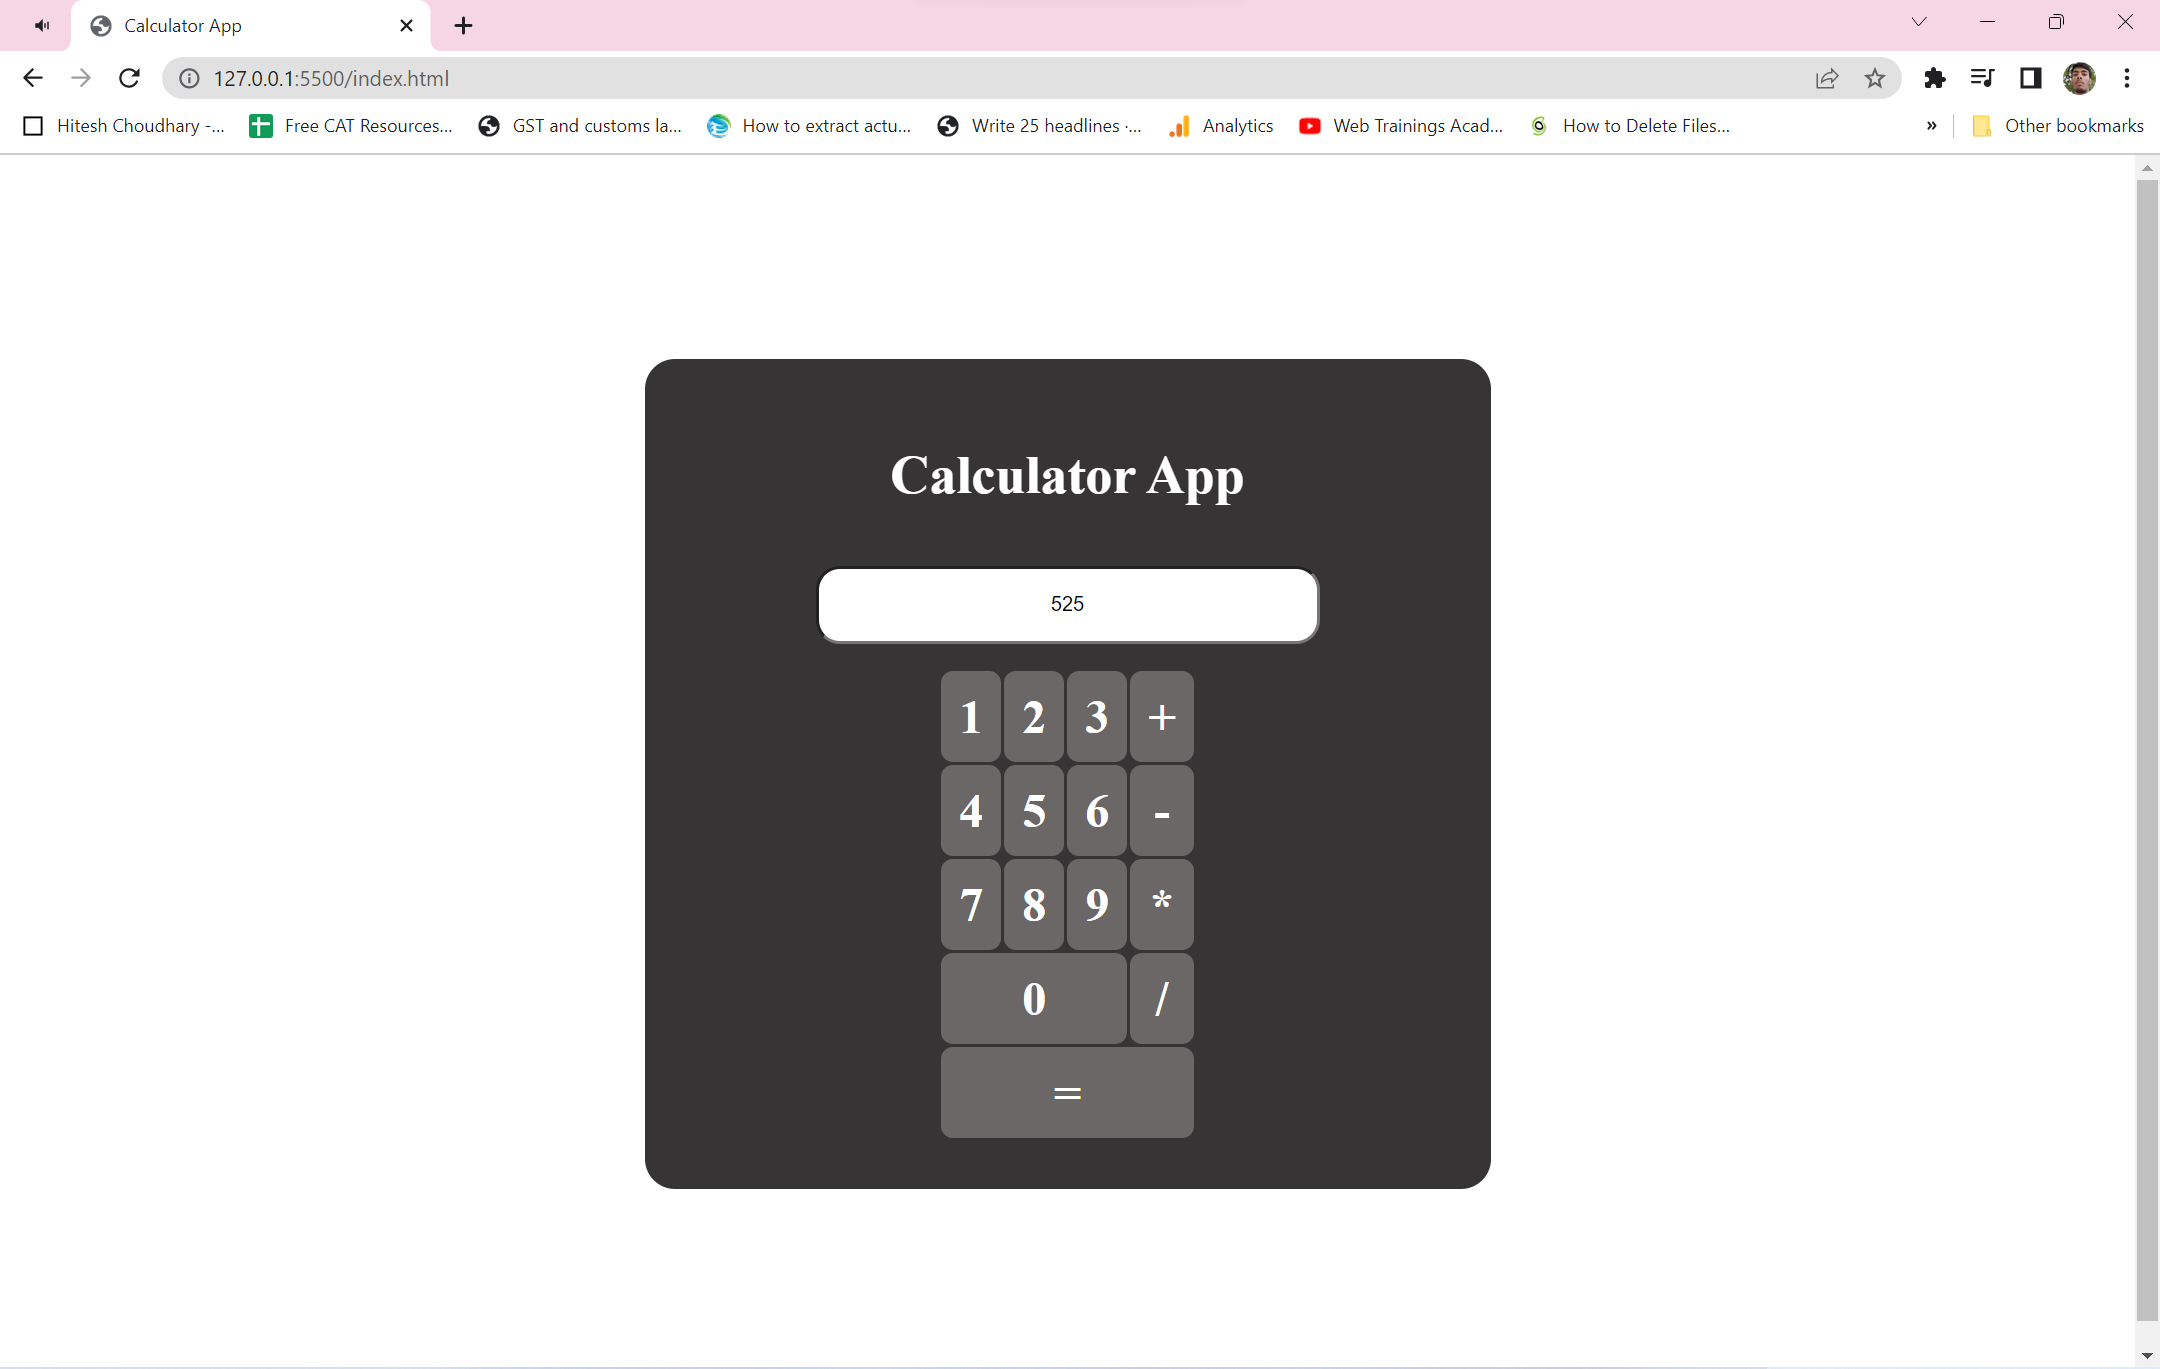 Calculator App
127.0.0.1:5500/index.html
Hitesh Choudhary -... Free CAT Resources... GST and customs la... How to extract actu... Write 25 headlines ·... Analytics Web Trainings Acad... How to Delete Files... » Other bookmarks
Calculator App
525
1 2 3 +
4 5 6 -
7 8 9 *
0 /
=